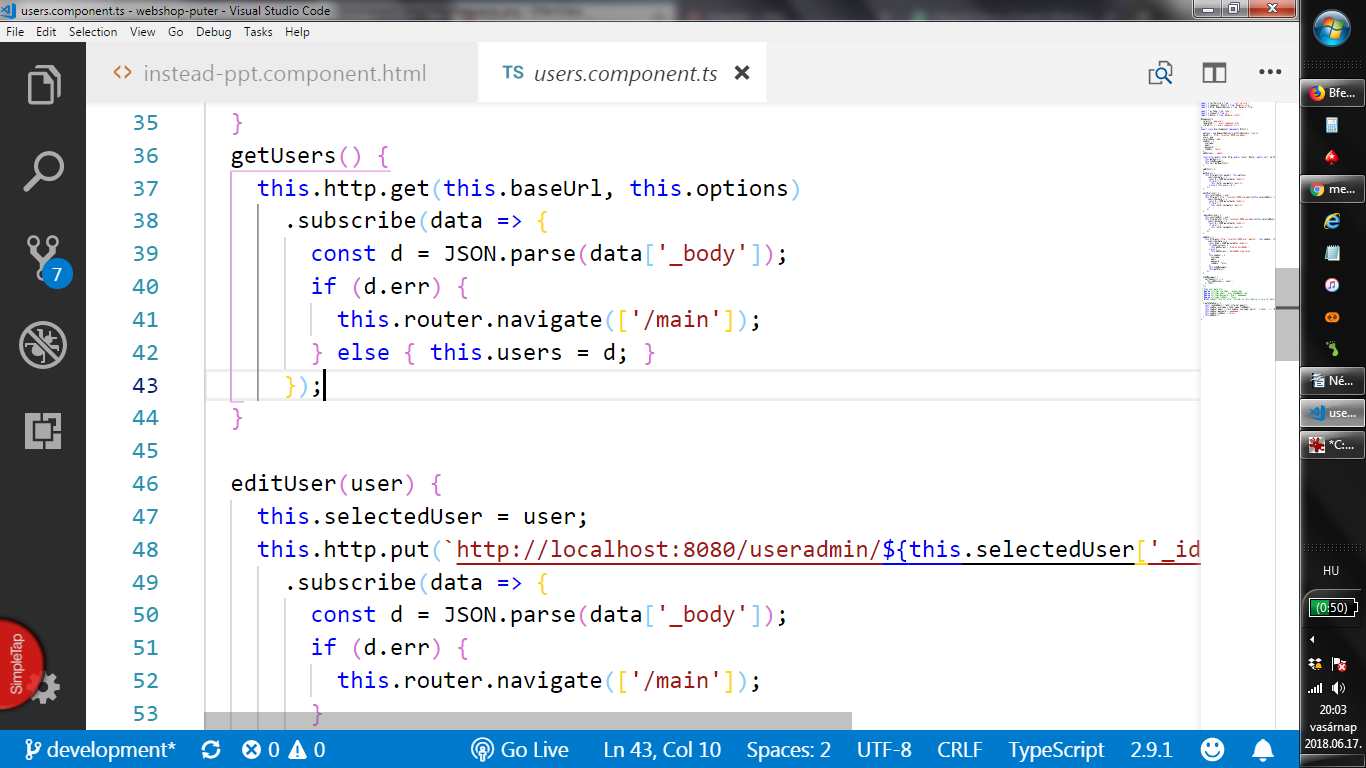 users.component.ts - webshop-puter - Visual Studio Code
File Edit Selection View Go Debug Tasks Help
<> instead-ppt.component.html TS users.component.ts
35 }
36 getUsers() {
37 this.http.get(this.baseUrl, this.options)
38 .subscribe(data => {
39 const d = JSON.parse(data['_body']);
40 if (d.err) {
41 this.router.navigate(['/main']);
42 } else { this.users = d; }
43 });
44 }
45
46 editUser(user) {
47 this.selectedUser = user;
48 this.http.put(`http://localhost:8080/useradmin/${this.selectedUser['_id
49 .subscribe(data => {
50 const d = JSON.parse(data['_body']);
51 if (d.err) {
52 this.router.navigate(['/main']);
53 }
7
SimpleTap
development* 0 0 Go Live Ln 43, Col 10 Spaces: 2 UTF-8 CRLF TypeScript 2.9.1
Bfe...
me...
Né...
use...
*C:...
HU
(0:50)
20:03
vasárnap
2018.06.17.